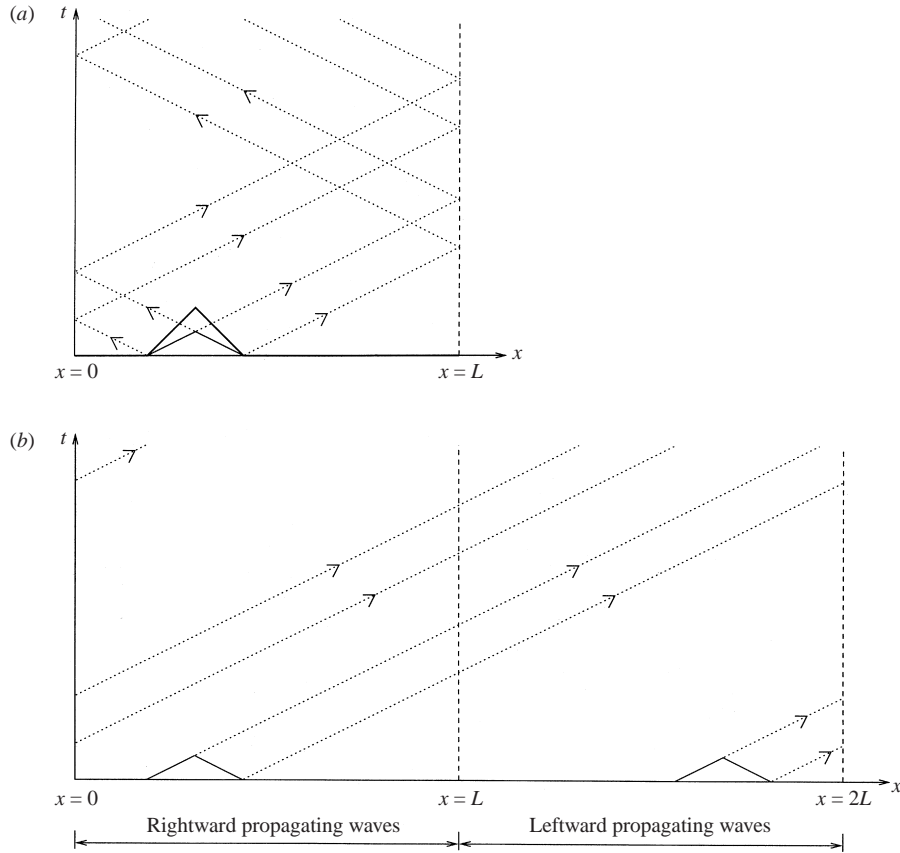 (a)
t
x
x = 0
x = L
(b)
t
x
x = 0
x = L
x = 2L
Rightward propagating waves
Leftward propagating waves